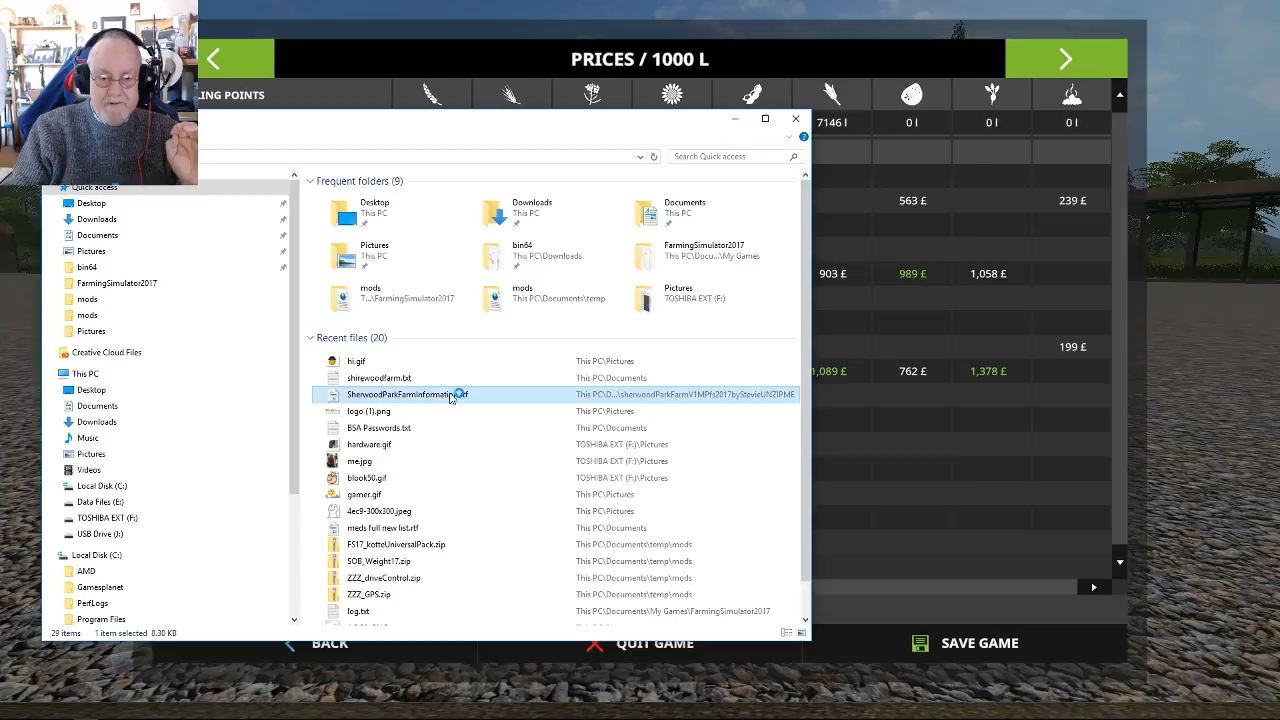 PRICES / 1000 L
LING POINTS
7146 l 0 l 0 l 0 l
Search Quick access
Quick access
Desktop
Downloads
Documents
Pictures
bin64
FarmingSimulator2017
mods
mods
Pictures
Creative Cloud Files
This PC
Desktop
Documents
Downloads
Music
Pictures
Videos
Local Disk (C:)
Data Files (E:)
TOSHIBA EXT (F:)
USB Drive (J:)
Local Disk (C:)
AMD
Gamesplanet
PerfLogs
Program Files
Frequent folders (9)
Desktop
This PC
Downloads
This PC
Documents
This PC
Pictures
This PC
bin64
This PC\Downloads
FarmingSimulator2017
This PC\Docu...\My Games
mods
T...\FarmingSimulator2017
mods
This PC\Documents\temp
Pictures
TOSHIBA EXT (F:)
Recent files (20)
hi.gif This PC\Pictures
shirewoodfarm.txt This PC\Documents
This PC\D...\sherwoodParkFarmV1MPfs2017byStevieUNZIPME
logo (1).png This PC\Pictures
BSA Passwords.txt This PC\Documents
hardware.gif TOSHIBA EXT (F:)\Pictures
me.jpg TOSHIBA EXT (F:)\Pictures
blook50.gif TOSHIBA EXT (F:)\Pictures
gamer.gif This PC\Pictures
4ec9-300x300.jpeg This PC\Pictures
meds full new list.rtf This PC\Documents
FS17_kotteUniversalPack.zip This PC\Documents\temp\mods
SOB_Weight17.zip This PC\Documents\temp\mods
ZZZ_driveControl.zip This PC\Documents\temp\mods
ZZZ_GPS.zip This PC\Documents\temp\mods
log.txt This PC\Documents\My Games\FarmingSimulator2017
29 items 1 item selected 8.30 KB
563 £ 239 £
903 £ 989 £ 1,058 £
199 £
1,089 £ 762 £ 1,378 £
BACK QUIT GAME SAVE GAME